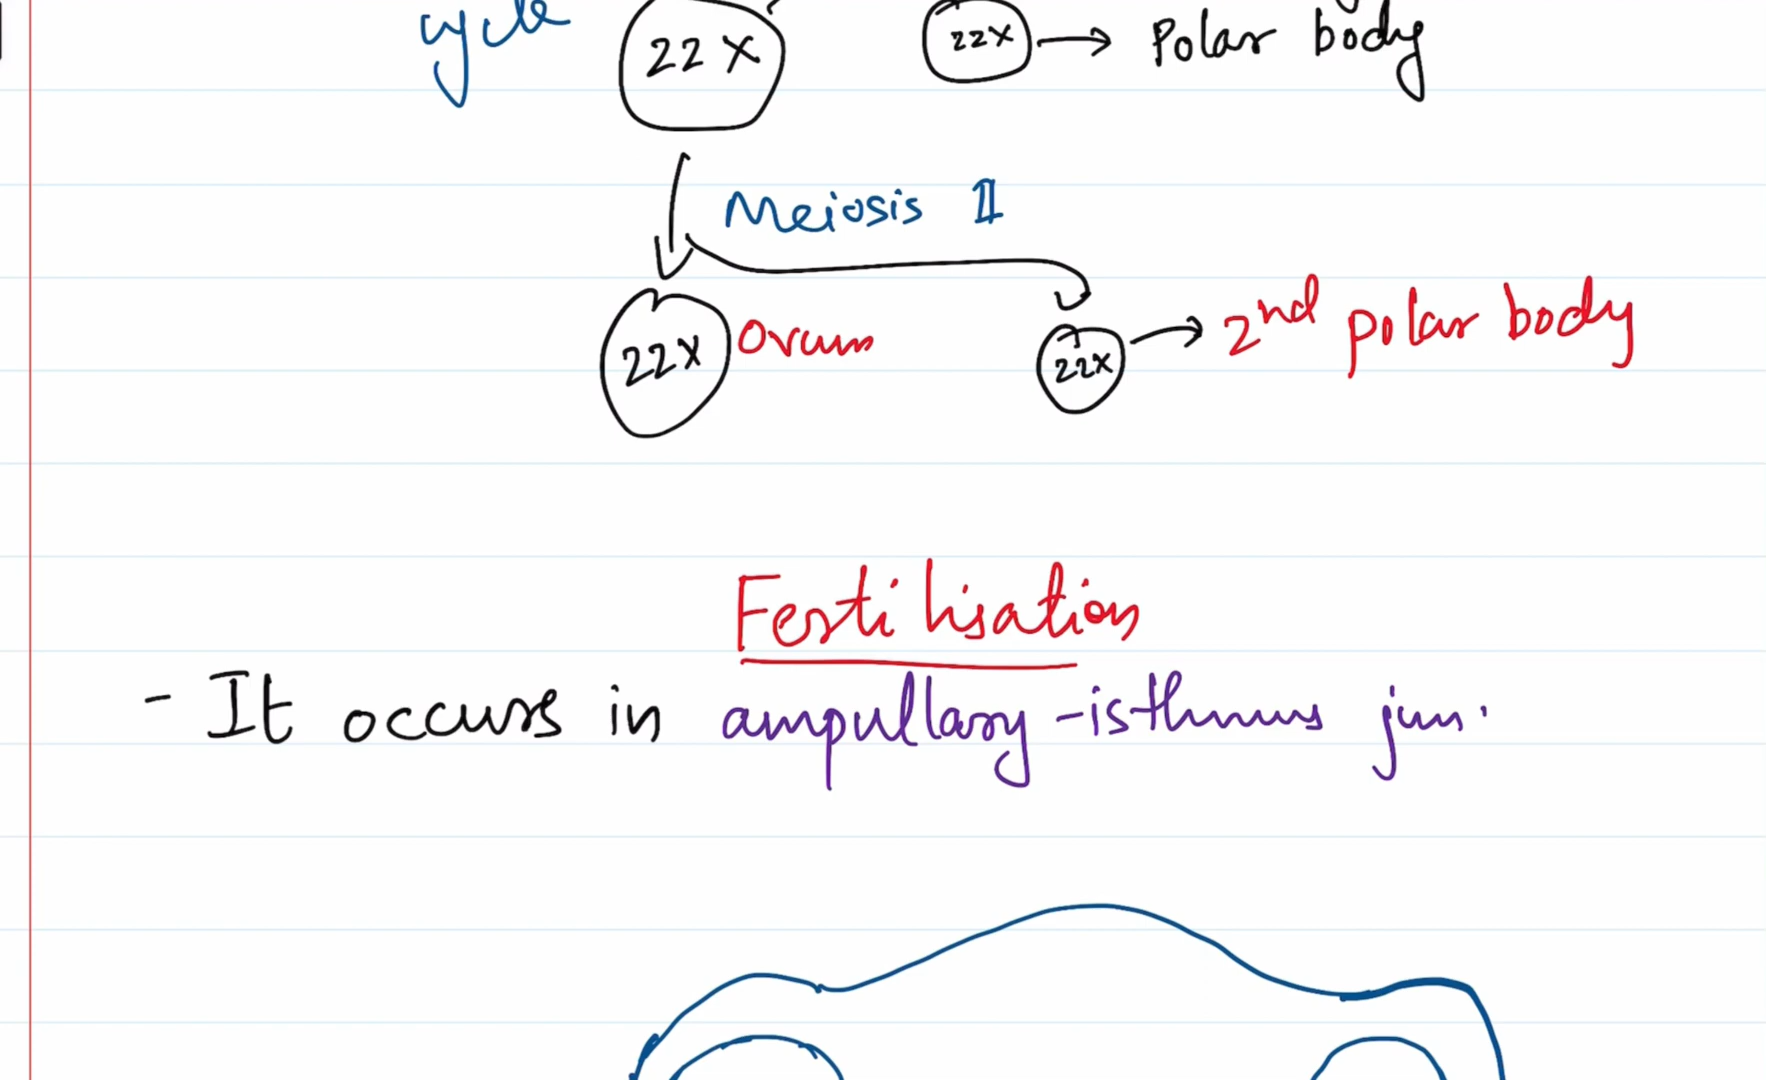 cycle 22 X 22X → Polar body
Meiosis II
22X Ovum 22X → 2nd polar body
Fertilisation
- It occurs in ampullary - isthmus jun.